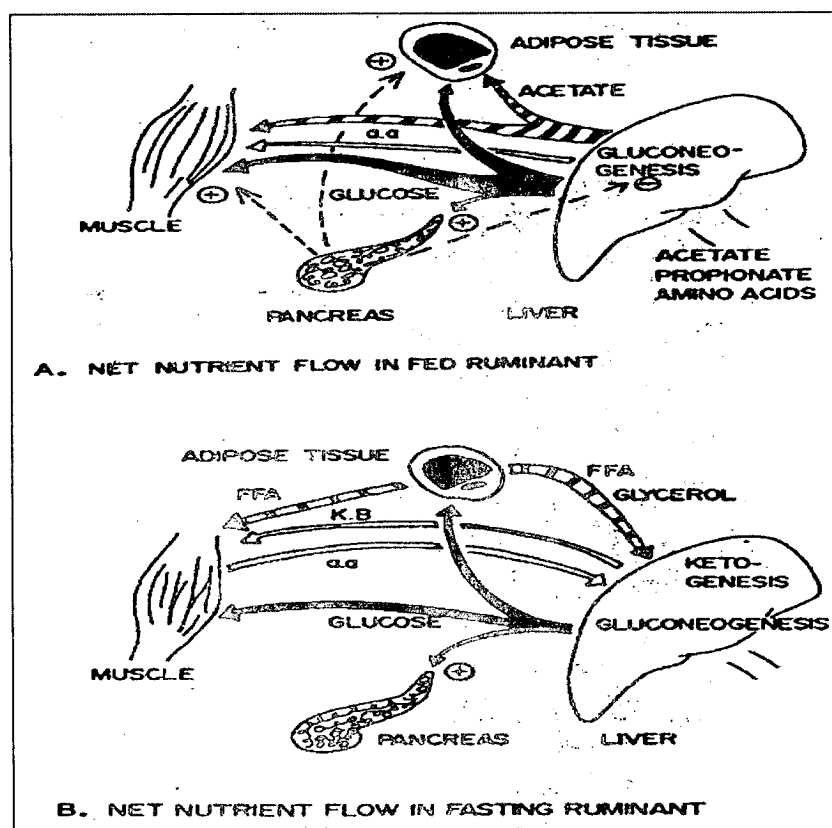 ADIPOSE TISSUE
ACETATE
a.a
GLUCONEO-
GENESIS
GLUCOSE
MUSCLE
ACETATE
PROPIONATE
AMINO ACIDS
PANCREAS
LIVER
A. NET NUTRIENT FLOW IN FED RUMINANT
ADIPOSE TISSUE
FFA
FFA
GLYCEROL
K.B
KETO-
GENESIS
a.a
GLUCOSE
GLUCONEOGENESIS
MUSCLE
PANCREAS
LIVER
B. NET NUTRIENT FLOW IN FASTING RUMINANT